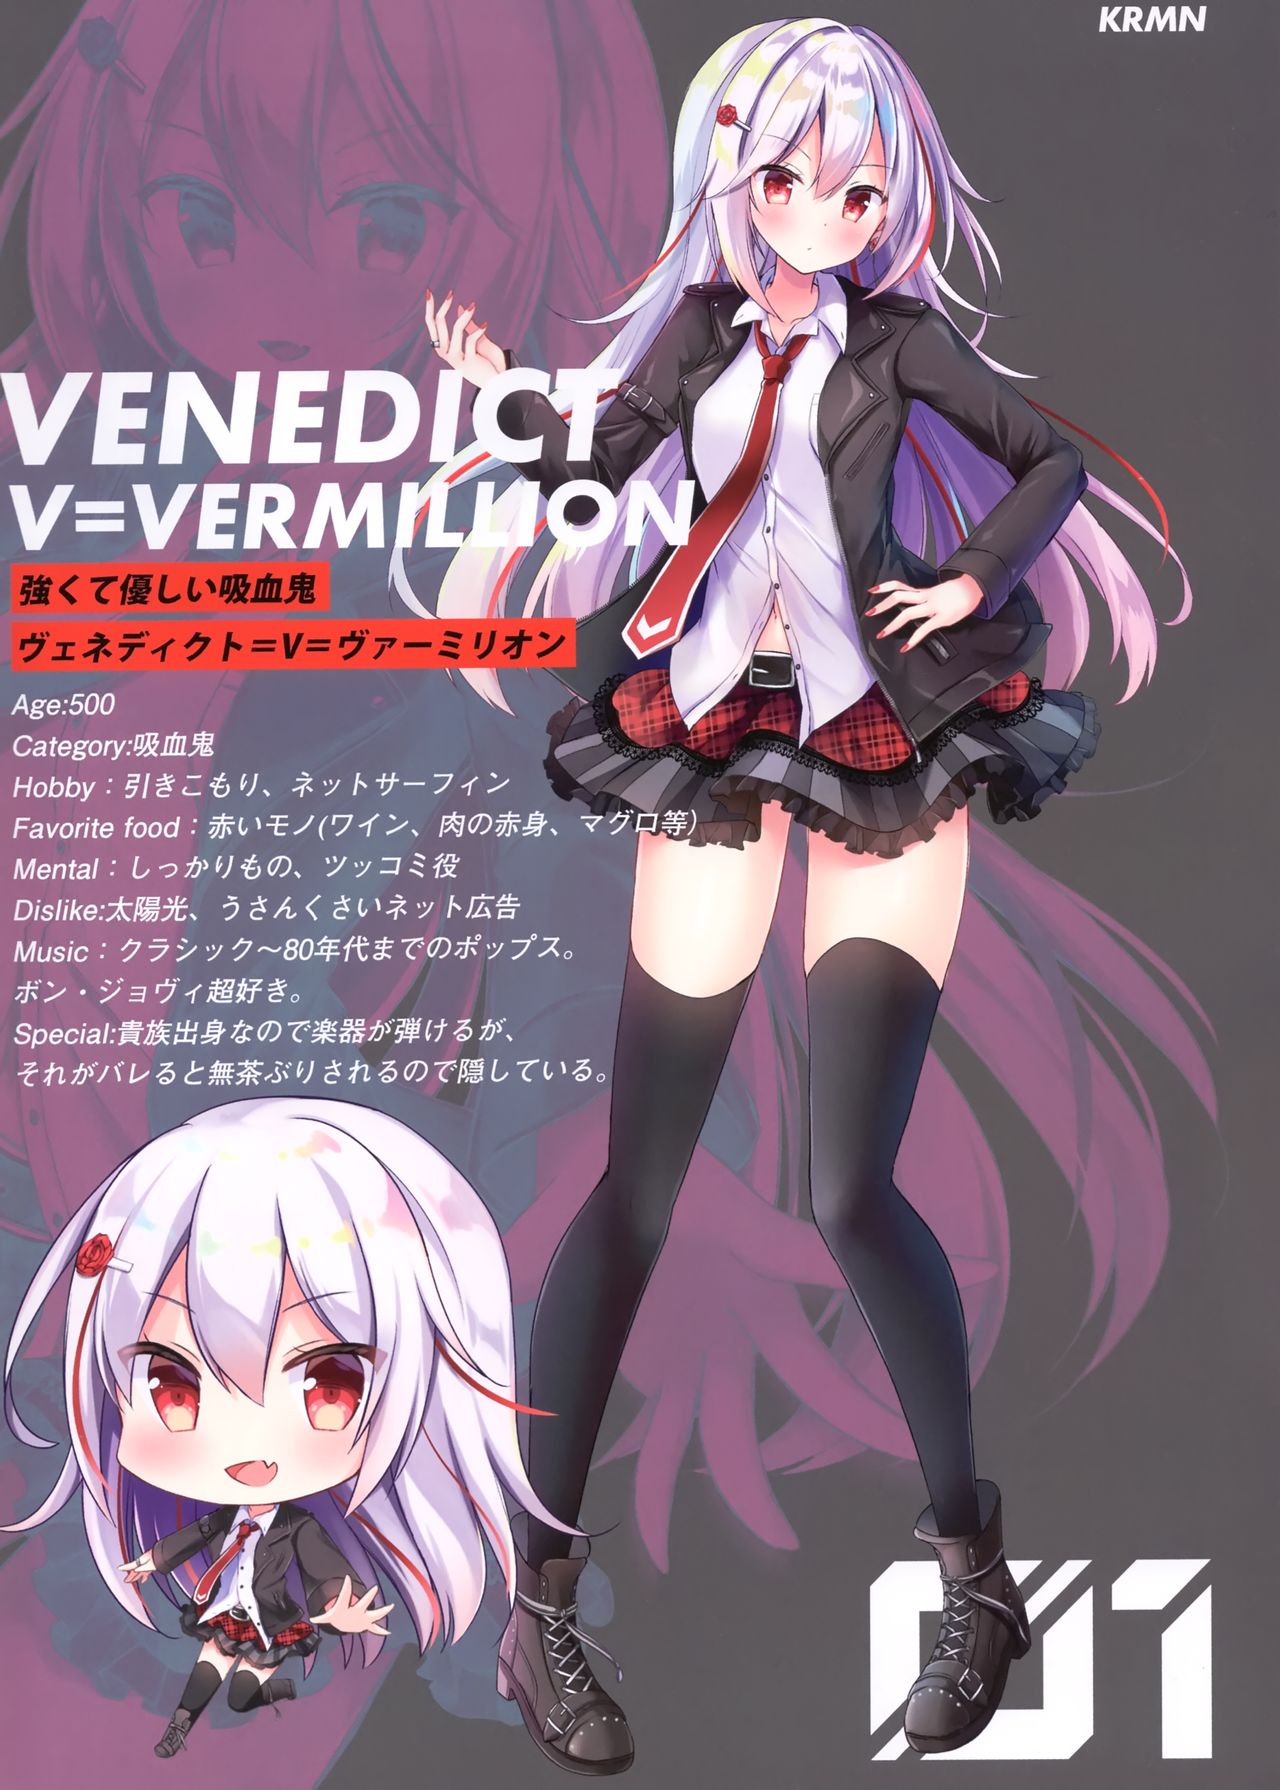 KRMN
VENEDICT
V=VERMILLION
強くて優しい吸血鬼
ヴェネディクト=V=ヴァーミリオン
Age:500
Category:吸血鬼
Hobby：引きこもり、ネットサーフィン
Favorite food：赤いモノ(ワイン、肉の赤身、マグロ等)
Mental：しっかりもの、ツッコミ役
Dislike:太陽光、うさんくさいネット広告
Music：クラシック〜80年代までのポップス。
ボン・ジョヴィ超好き。
Special:貴族出身なので楽器が弾けるが、
それがバレると無茶ぶりされるので隠している。
01